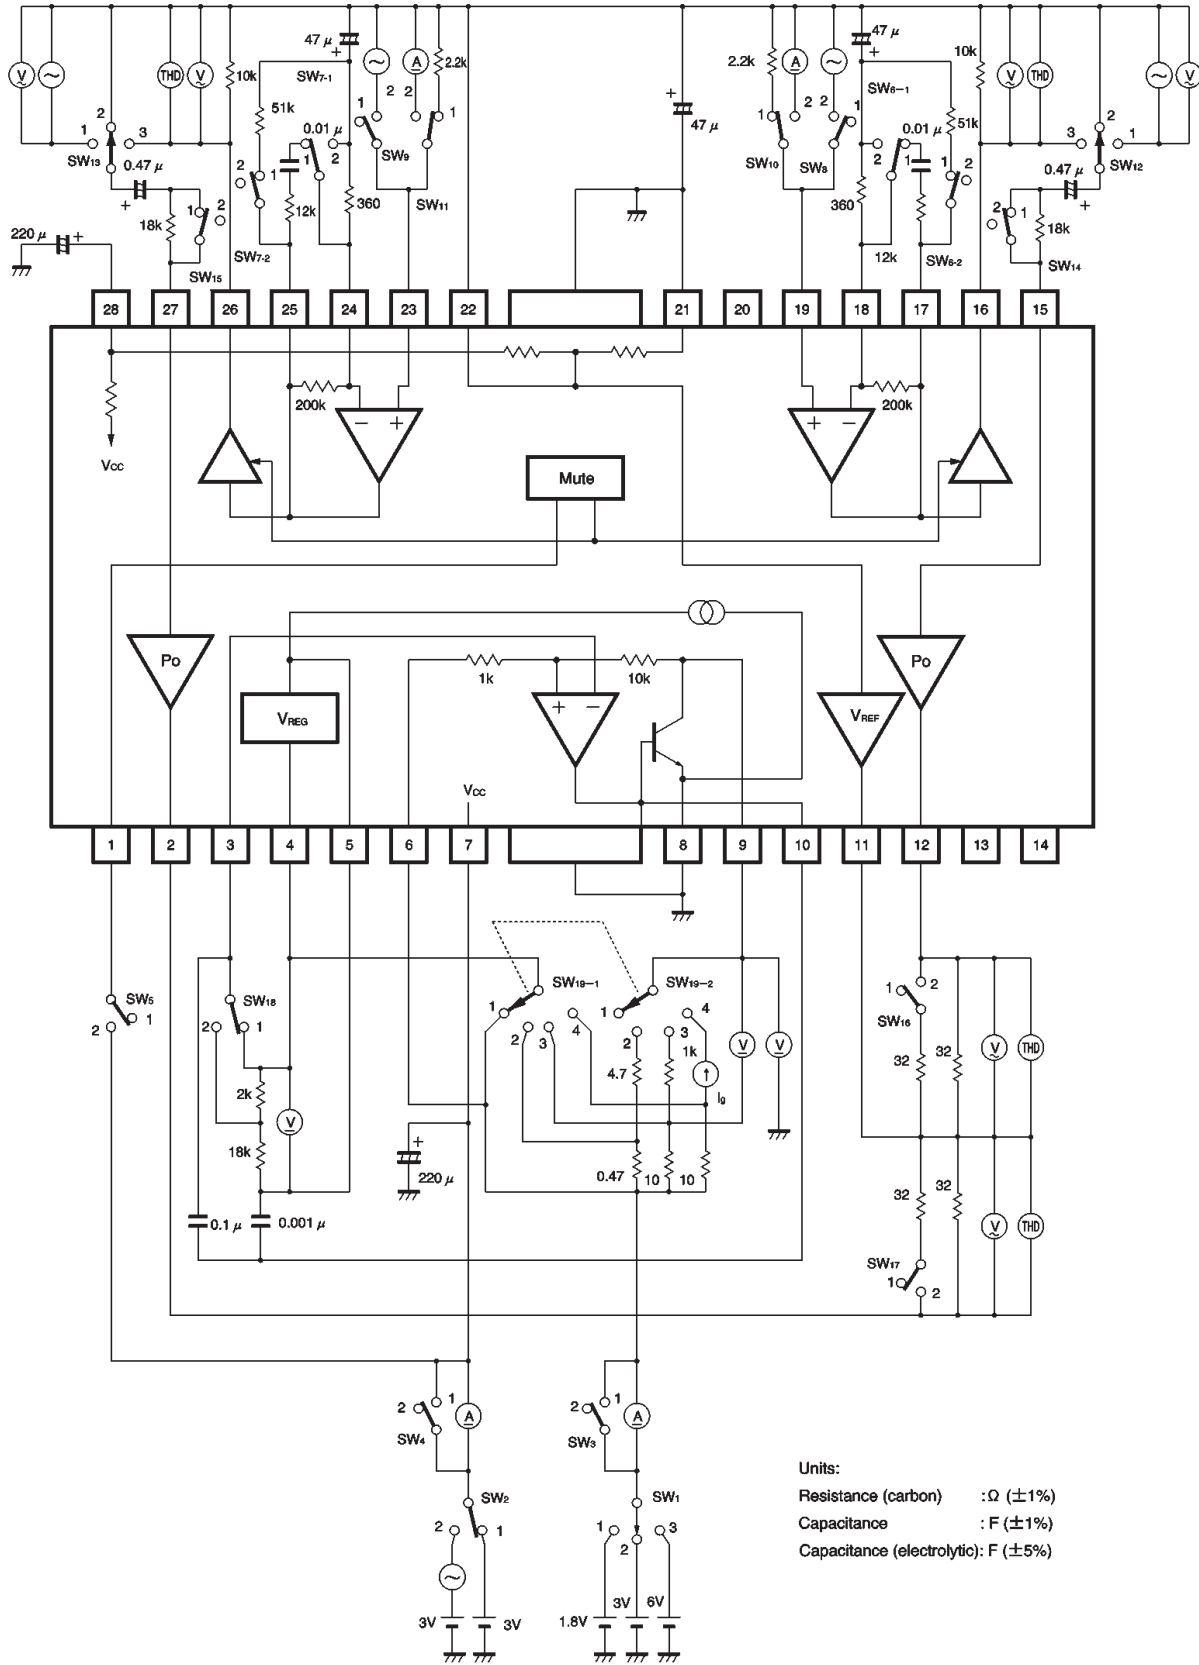 47 μ
47 μ
V
THD
V
10k
SW7-1
A
2.2k
2.2k
A
SW6-1
10k
V
THD
V
51k
0.01 μ
47 μ
0.01 μ
51k
2
1
3
SW13
0.47 μ
2
1
2
1
SW9
2
2
1
1
2
2
1
SW10
SW8
2
1
2
3
2
1
SW12
0.47 μ
18k
1
2
SW15
12k
SW7-2
360
SW11
360
12k
SW6-2
2
1
18k
SW14
220 μ
28
27
26
25
24
23
22
21
20
19
18
17
16
15
200k
200k
Vcc
Mute
Po
Po
VREG
1k
10k
VREF
Vcc
1
2
3
4
5
6
7
8
9
10
11
12
13
14
SW5
2
1
SW18
2
1
SW19-1
1
2
3
4
SW19-2
1
2
3
4
1k
4.7
Ig
V
V
1
2
SW16
32
32
V
THD
2k
V
18k
220 μ
0.47
10
10
0.1 μ
0.001 μ
32
32
V
THD
SW17
1
2
2
1
SW4
A
2
1
SW3
A
SW2
2
1
SW1
1
2
3
3V
3V
1.8V
3V
6V
Units:
Resistance (carbon) :Ω (±1%)
Capacitance : F (±1%)
Capacitance (electrolytic): F (±5%)